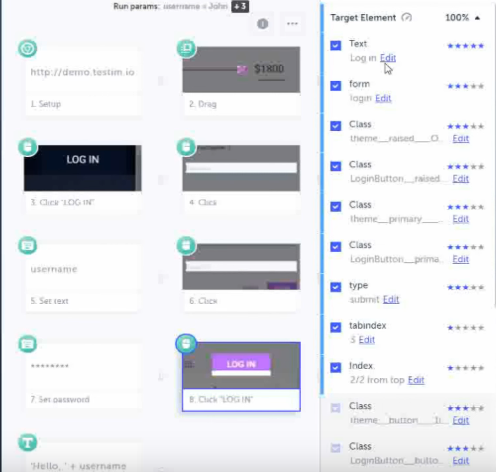 Run params: username = John +3
Target Element 100%
http://demo.testim.io
1. Setup
$1800
2. Drag
LOG IN
3. Click "LOG IN"
4. Click
username
5. Set text
6. Click
********
7. Set password
LOG IN
8. Click "LOG IN"
'Hello, ' + username
Text
Log in Edit
form
login Edit
Class
theme__raised___O... Edit
Class
LoginButton__raised... Edit
Class
theme__primary____... Edit
Class
LoginButton__prima... Edit
type
submit Edit
tabindex
3 Edit
Index
2/2 from top Edit
Class
Edit
Class
LoginButton__butto... Edit